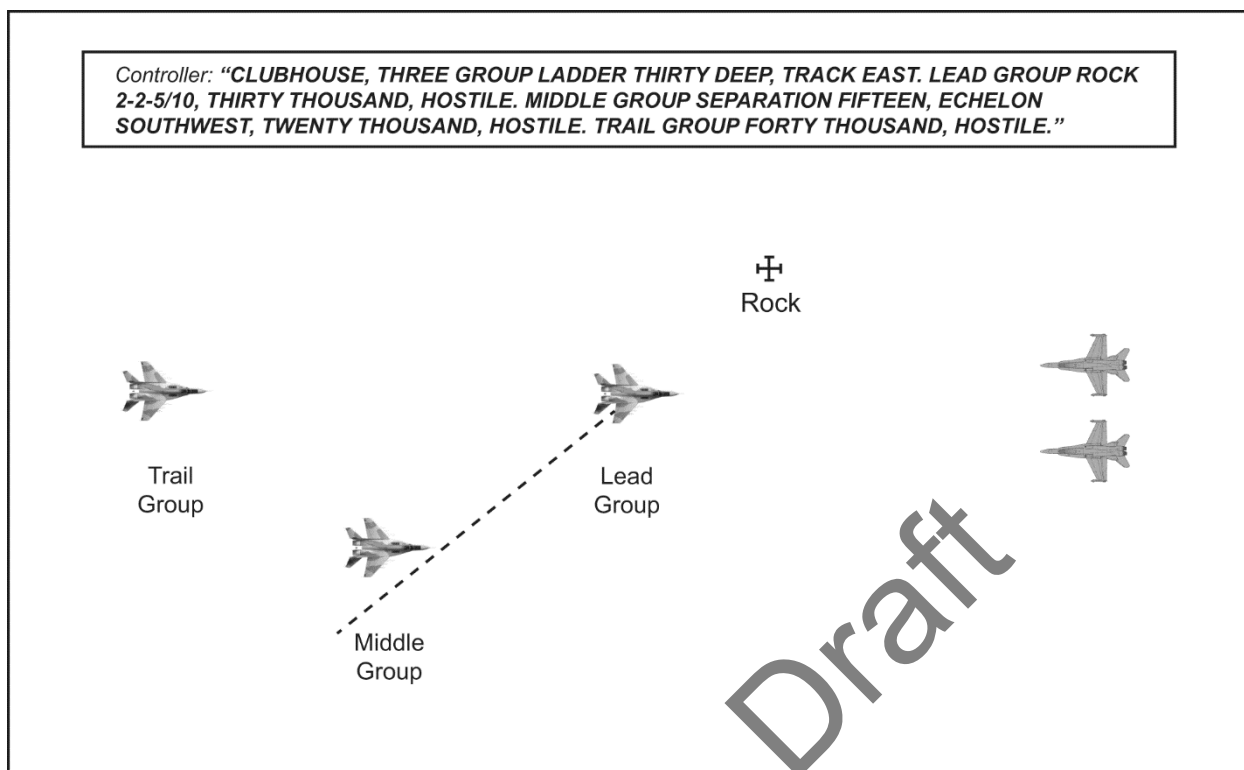 Controller: “CLUBHOUSE, THREE GROUP LADDER THIRTY DEEP, TRACK EAST. LEAD GROUP ROCK
2-2-5/10, THIRTY THOUSAND, HOSTILE. MIDDLE GROUP SEPARATION FIFTEEN, ECHELON
SOUTHWEST, TWENTY THOUSAND, HOSTILE. TRAIL GROUP FORTY THOUSAND, HOSTILE.”
Rock
Trail
Group
Lead
Group
Middle
Group
Draft